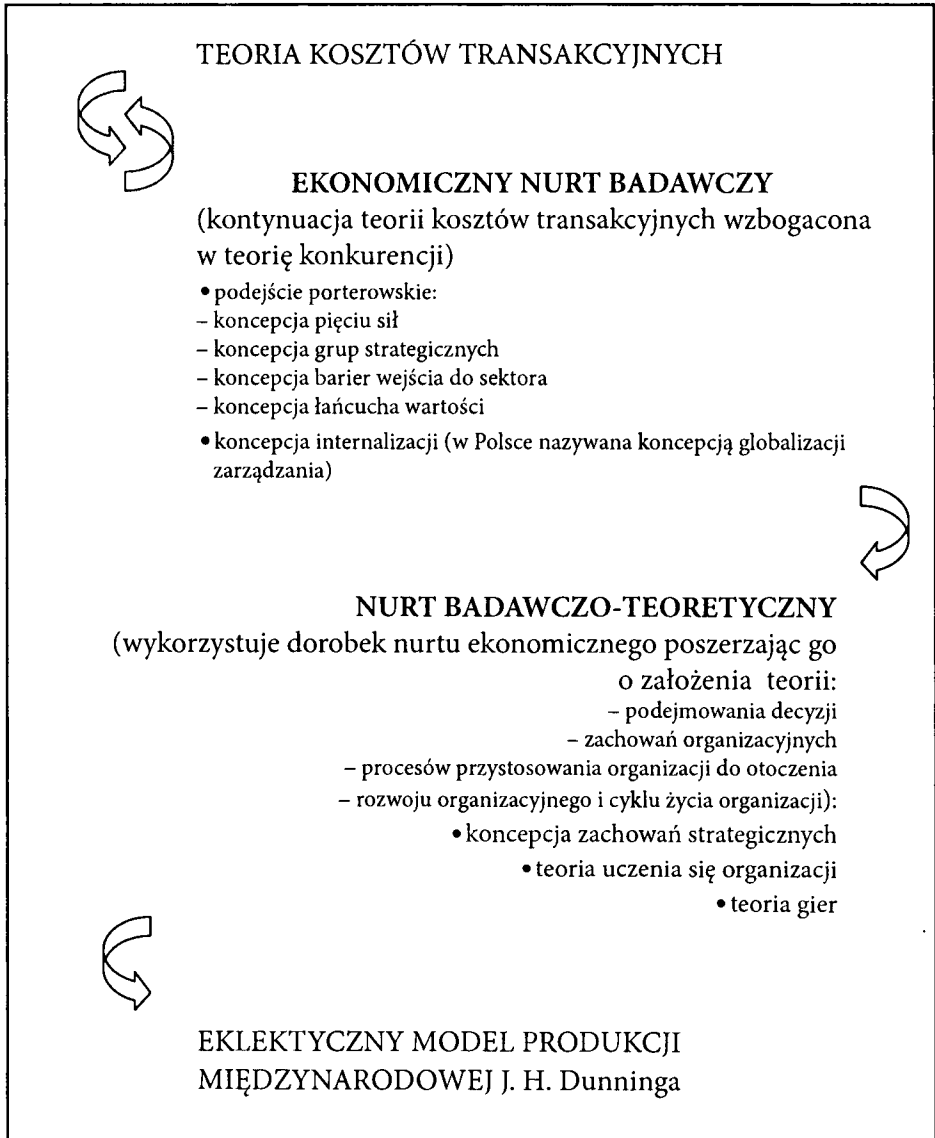 TEORIA KOSZTÓW TRANSAKCYJNYCH
EKONOMICZNY NURT BADAWCZY
(kontynuacja teorii kosztów transakcyjnych wzbogacona
w teorię konkurencji)
• podejście porterowskie:
– koncepcja pięciu sił
– koncepcja grup strategicznych
– koncepcja barier wejścia do sektora
– koncepcja łańcucha wartości
• koncepcja internalizacji (w Polsce nazywana koncepcją globalizacji
zarządzania)
NURT BADAWCZO-TEORETYCZNY
(wykorzystuje dorobek nurtu ekonomicznego poszerzając go
o założenia teorii:
– podejmowania decyzji
– zachowań organizacyjnych
– procesów przystosowania organizacji do otoczenia
– rozwoju organizacyjnego i cyklu życia organizacji):
• koncepcja zachowań strategicznych
• teoria uczenia się organizacji
• teoria gier
EKLEKTYCZNY MODEL PRODUKCJI
MIĘDZYNARODOWEJ J. H. Dunninga